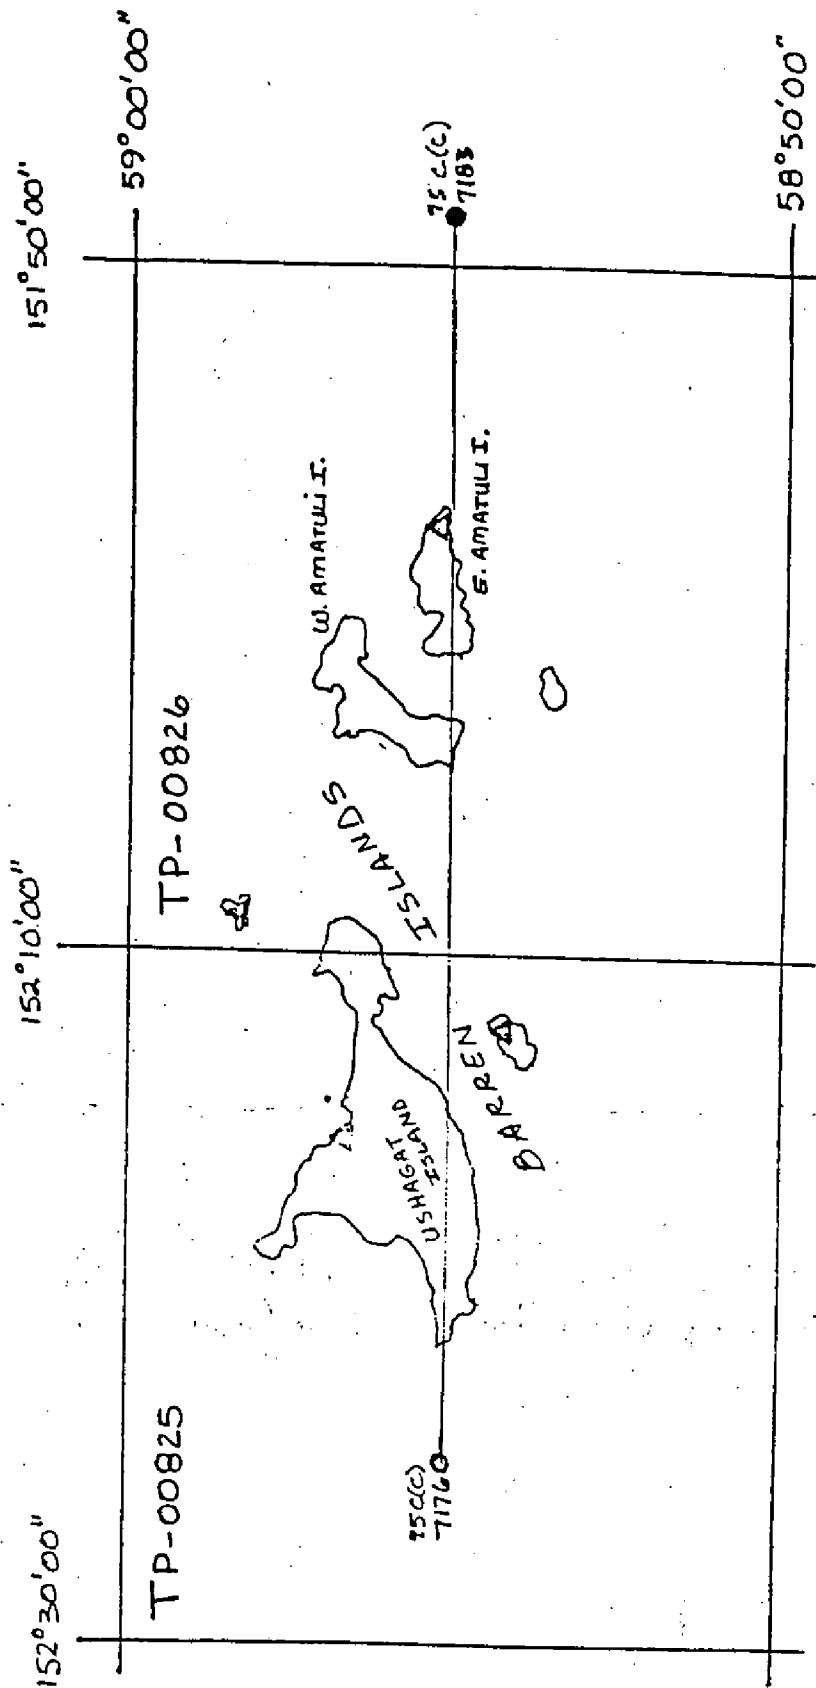 152°30'00"
152°10'00"
151°50'00"
59°00'00"
TP-00825
TP-00826
W. AMATULI I.
ISLANDS
75 C(C)
7183
E. AMATULI I.
USHAGAT
ISLAND
75C(C)
7176
BARREN
58°50'00"